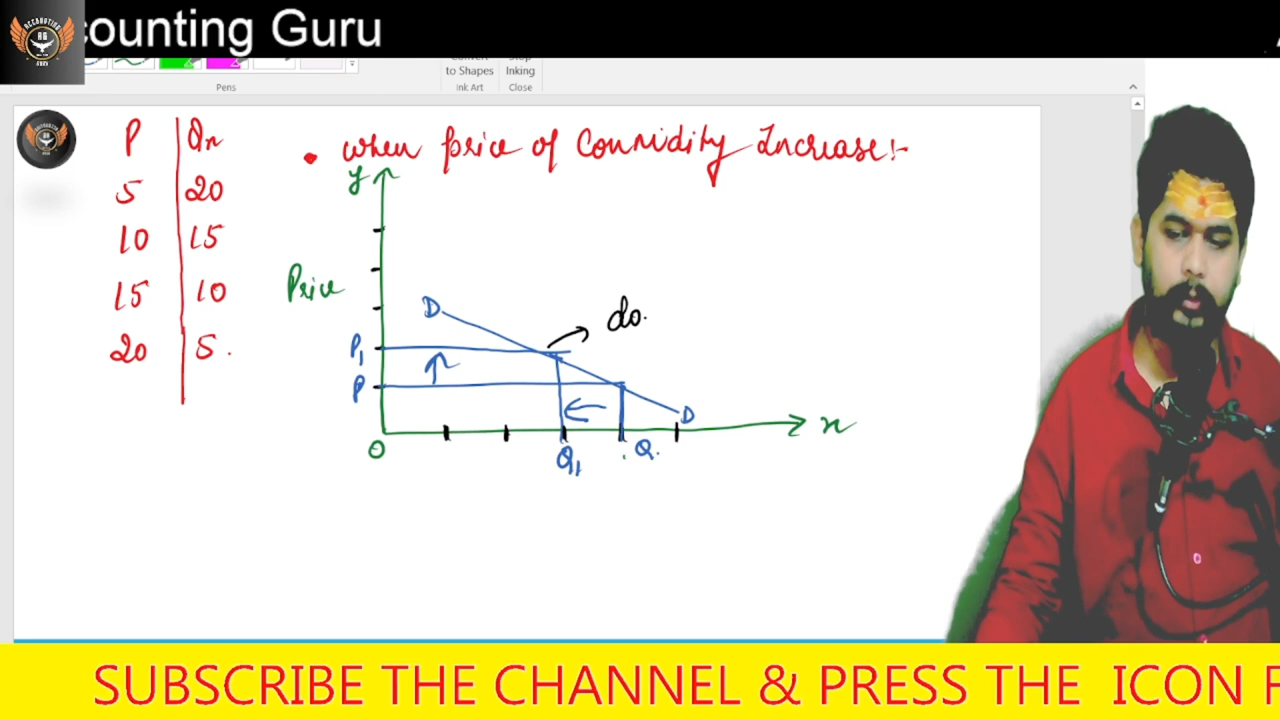 counting Guru
to Shapes
Inking
Pens
Ink Art
Close
P Qx
5 20
10 15
15 10
20 5.
• When price of Commidity Increase:-
y
Price
D
do.
P1
P
D
O
Q1
Q.
x
SUBSCRIBE THE CHANNEL & PRESS THE ICON F